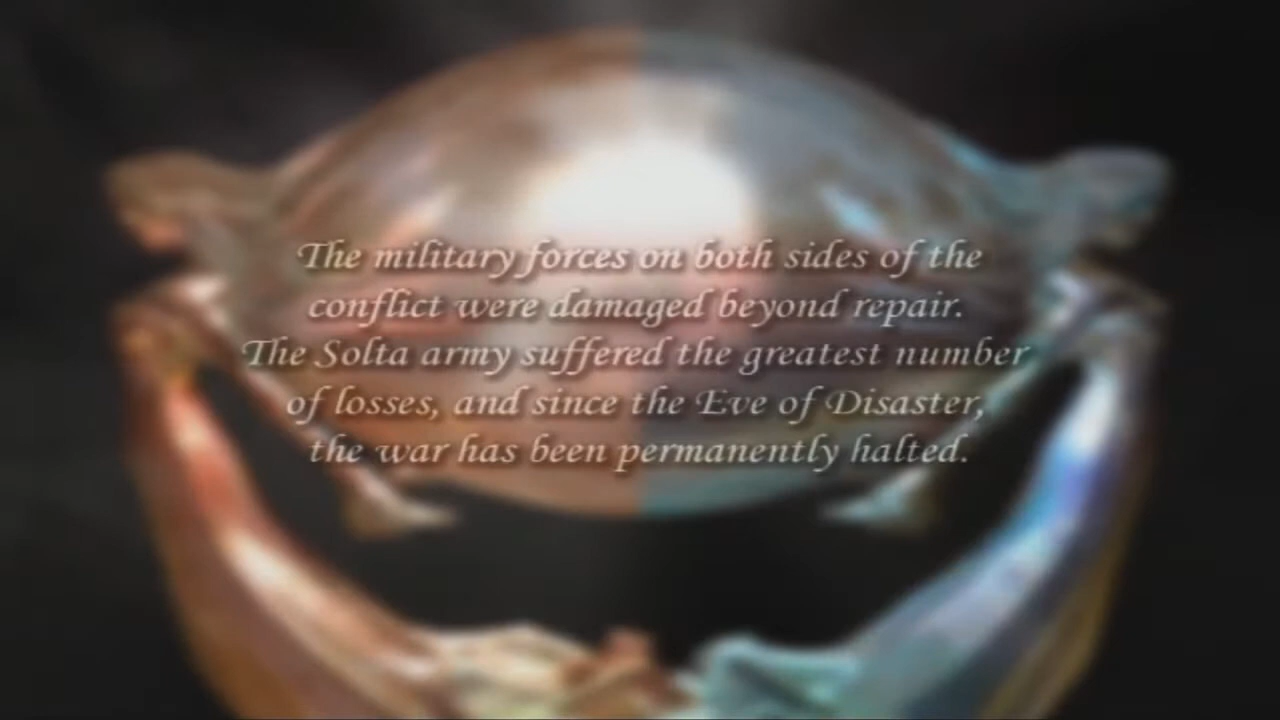 The military forces on both sides of the
conflict were damaged beyond repair.
The Solta army suffered the greatest number
of losses, and since the Eve of Disaster,
the war has been permanently halted.